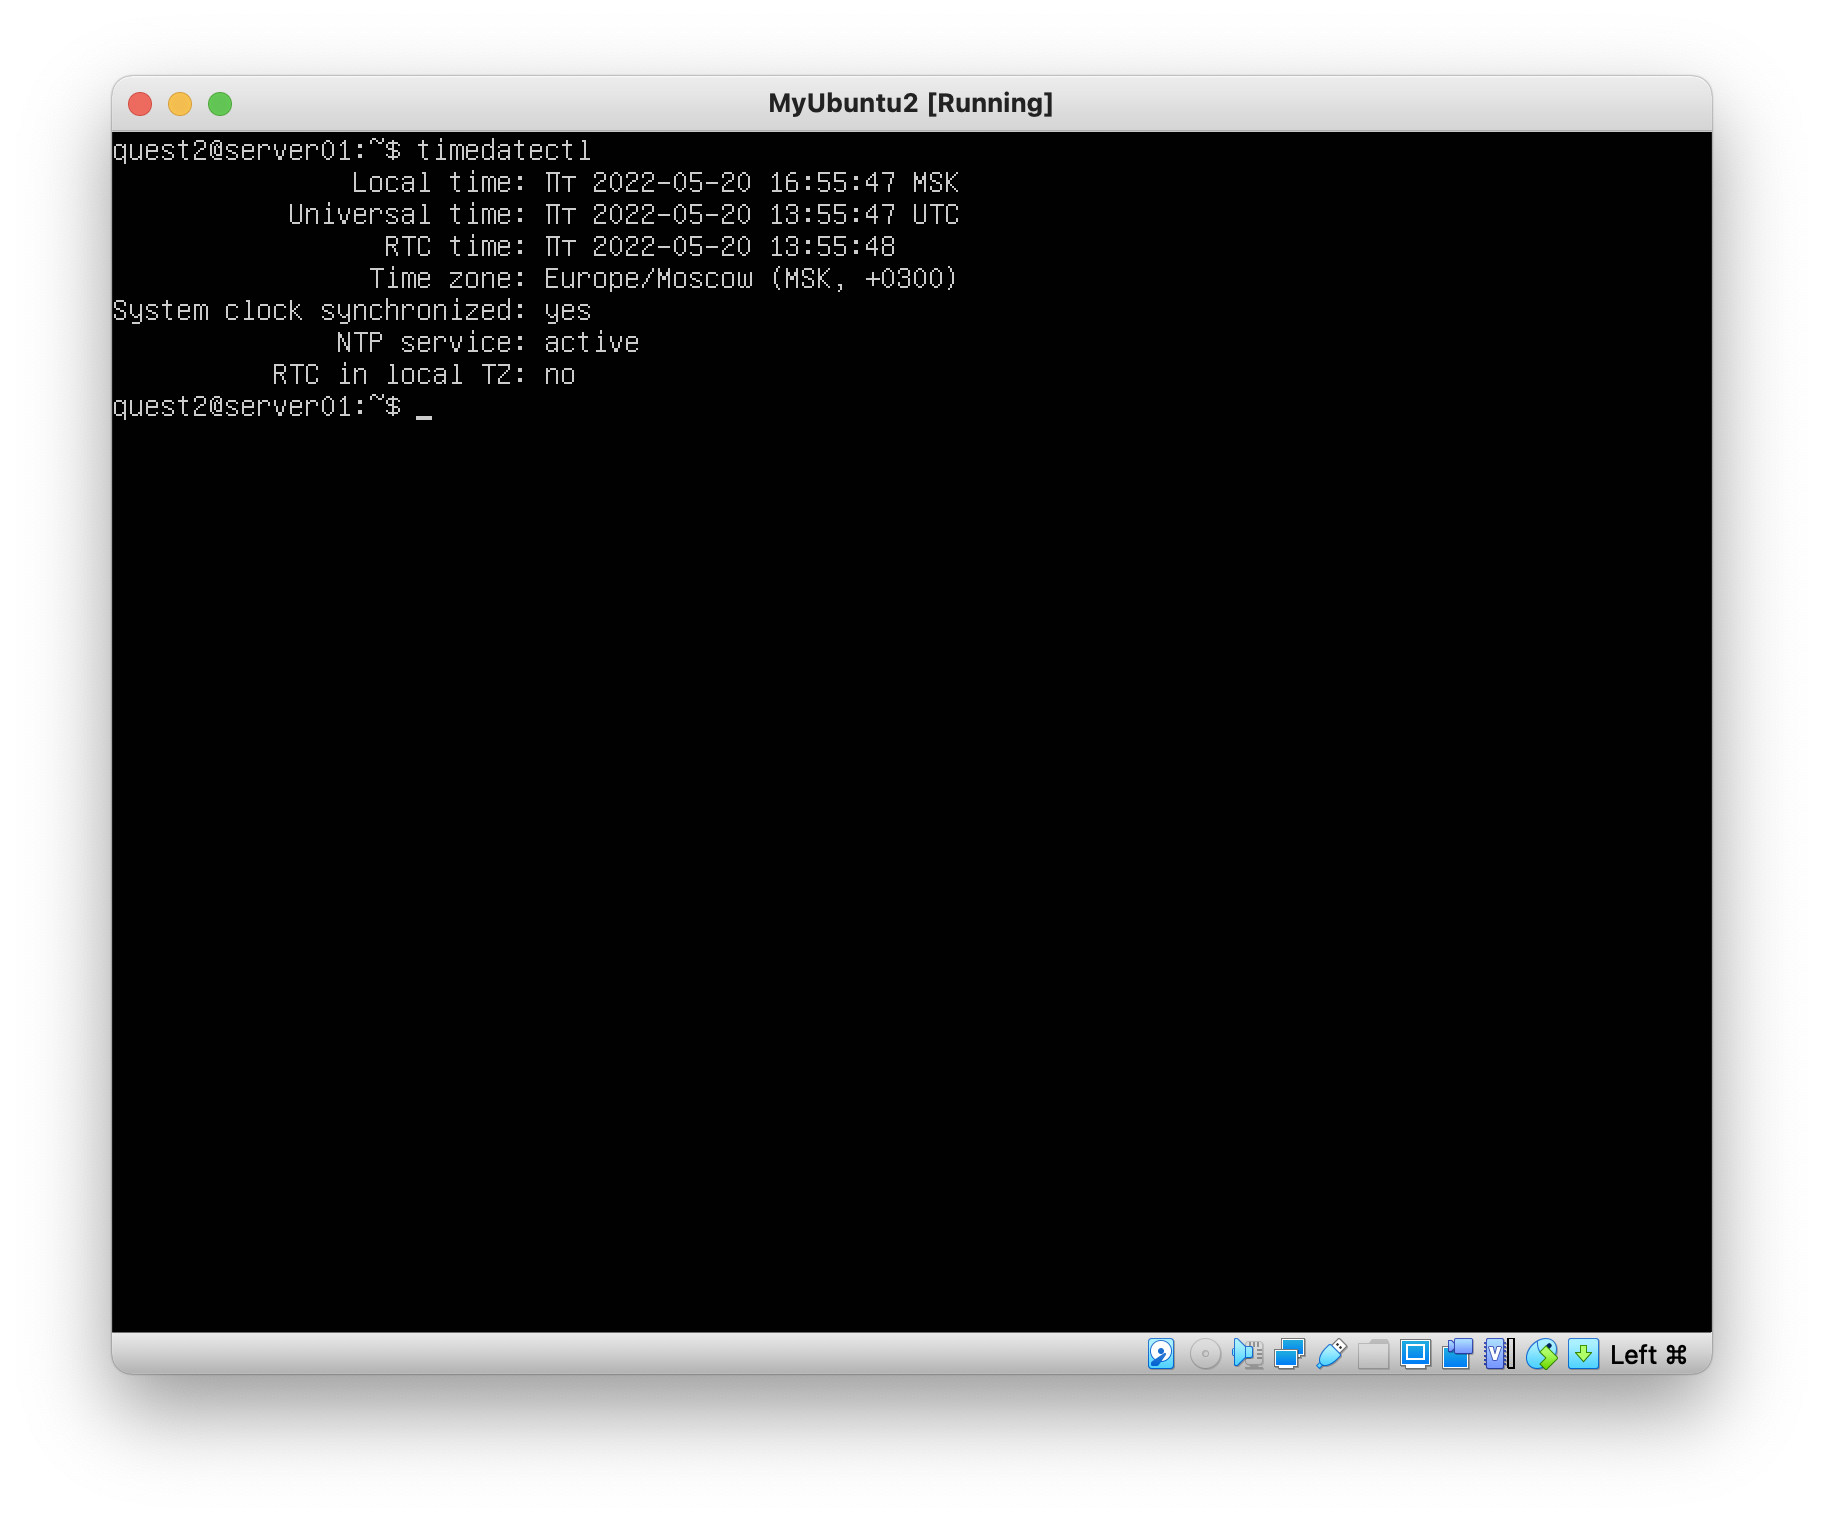 MyUbuntu2 [Running]
quest2@server01:~$ timedatectl
Local time: Пт 2022-05-20 16:55:47 MSK
Universal time: Пт 2022-05-20 13:55:47 UTC
RTC time: Пт 2022-05-20 13:55:48
Time zone: Europe/Moscow (MSK, +0300)
System clock synchronized: yes
NTP service: active
RTC in local TZ: no
quest2@server01:~$ _
Left ⌘